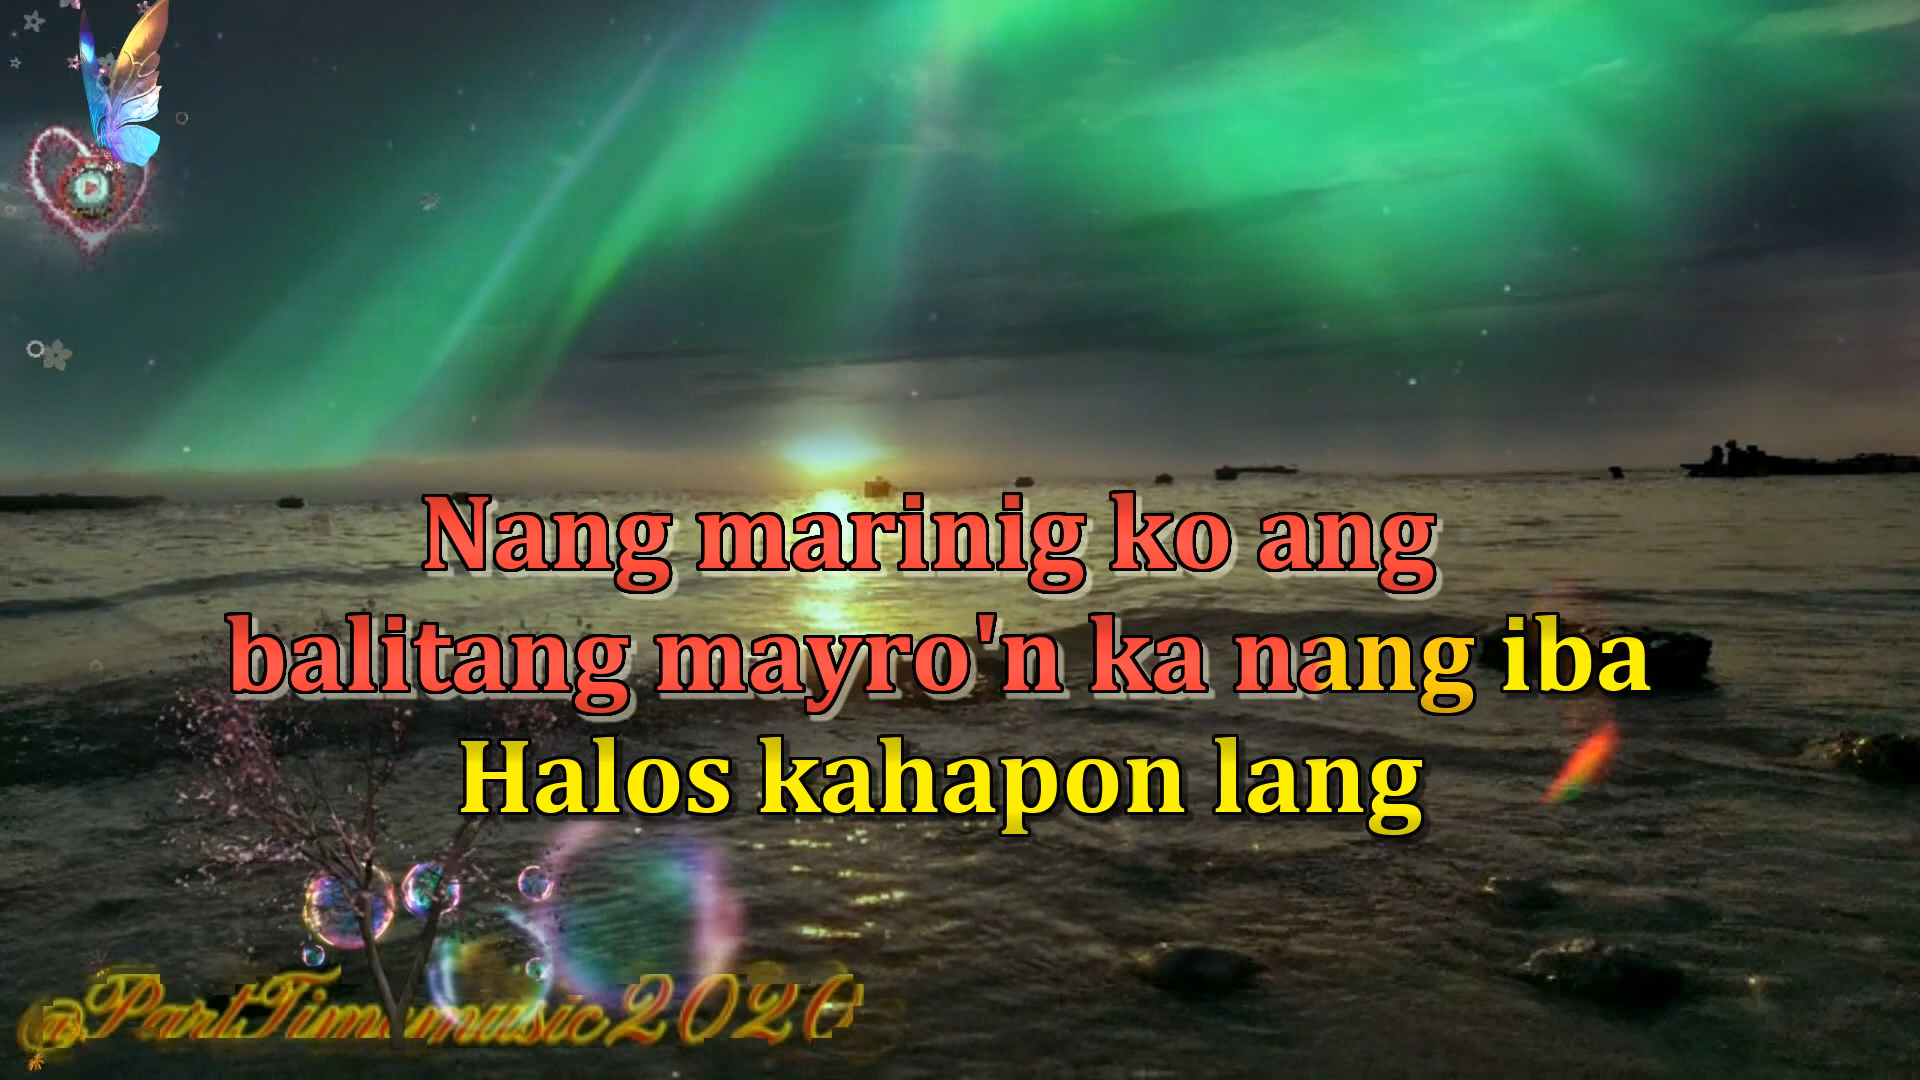 Nang marinig ko ang
balitang mayro'n ka nang iba
Halos kahapon lang
@PartTimemusic2020